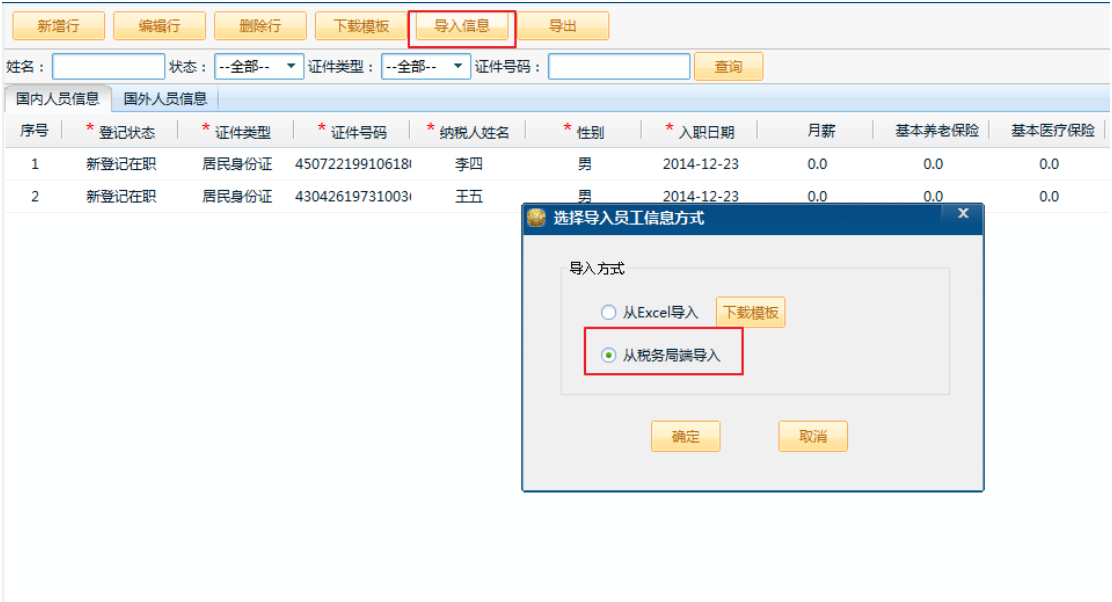 新增行 编辑行 删除行 下载模板 导入信息 导出
姓名： 状态： --全部-- 证件类型： --全部-- 证件号码： 查询
国内人员信息 国外人员信息
序号 * 登记状态 * 证件类型 * 证件号码 * 纳税人姓名 * 性别 * 入职日期 月薪 基本养老保险 基本医疗保险
1 新登记在职 居民身份证 45072219910618 李四 男 2014-12-23 0.0 0.0 0.0
2 新登记在职 居民身份证 43042619731003 王五 男 2014-12-23 0.0 0.0 0.0
选择导入员工信息方式 X
导入方式
从Excel导入 下载模板
从税务局端导入
确定 取消